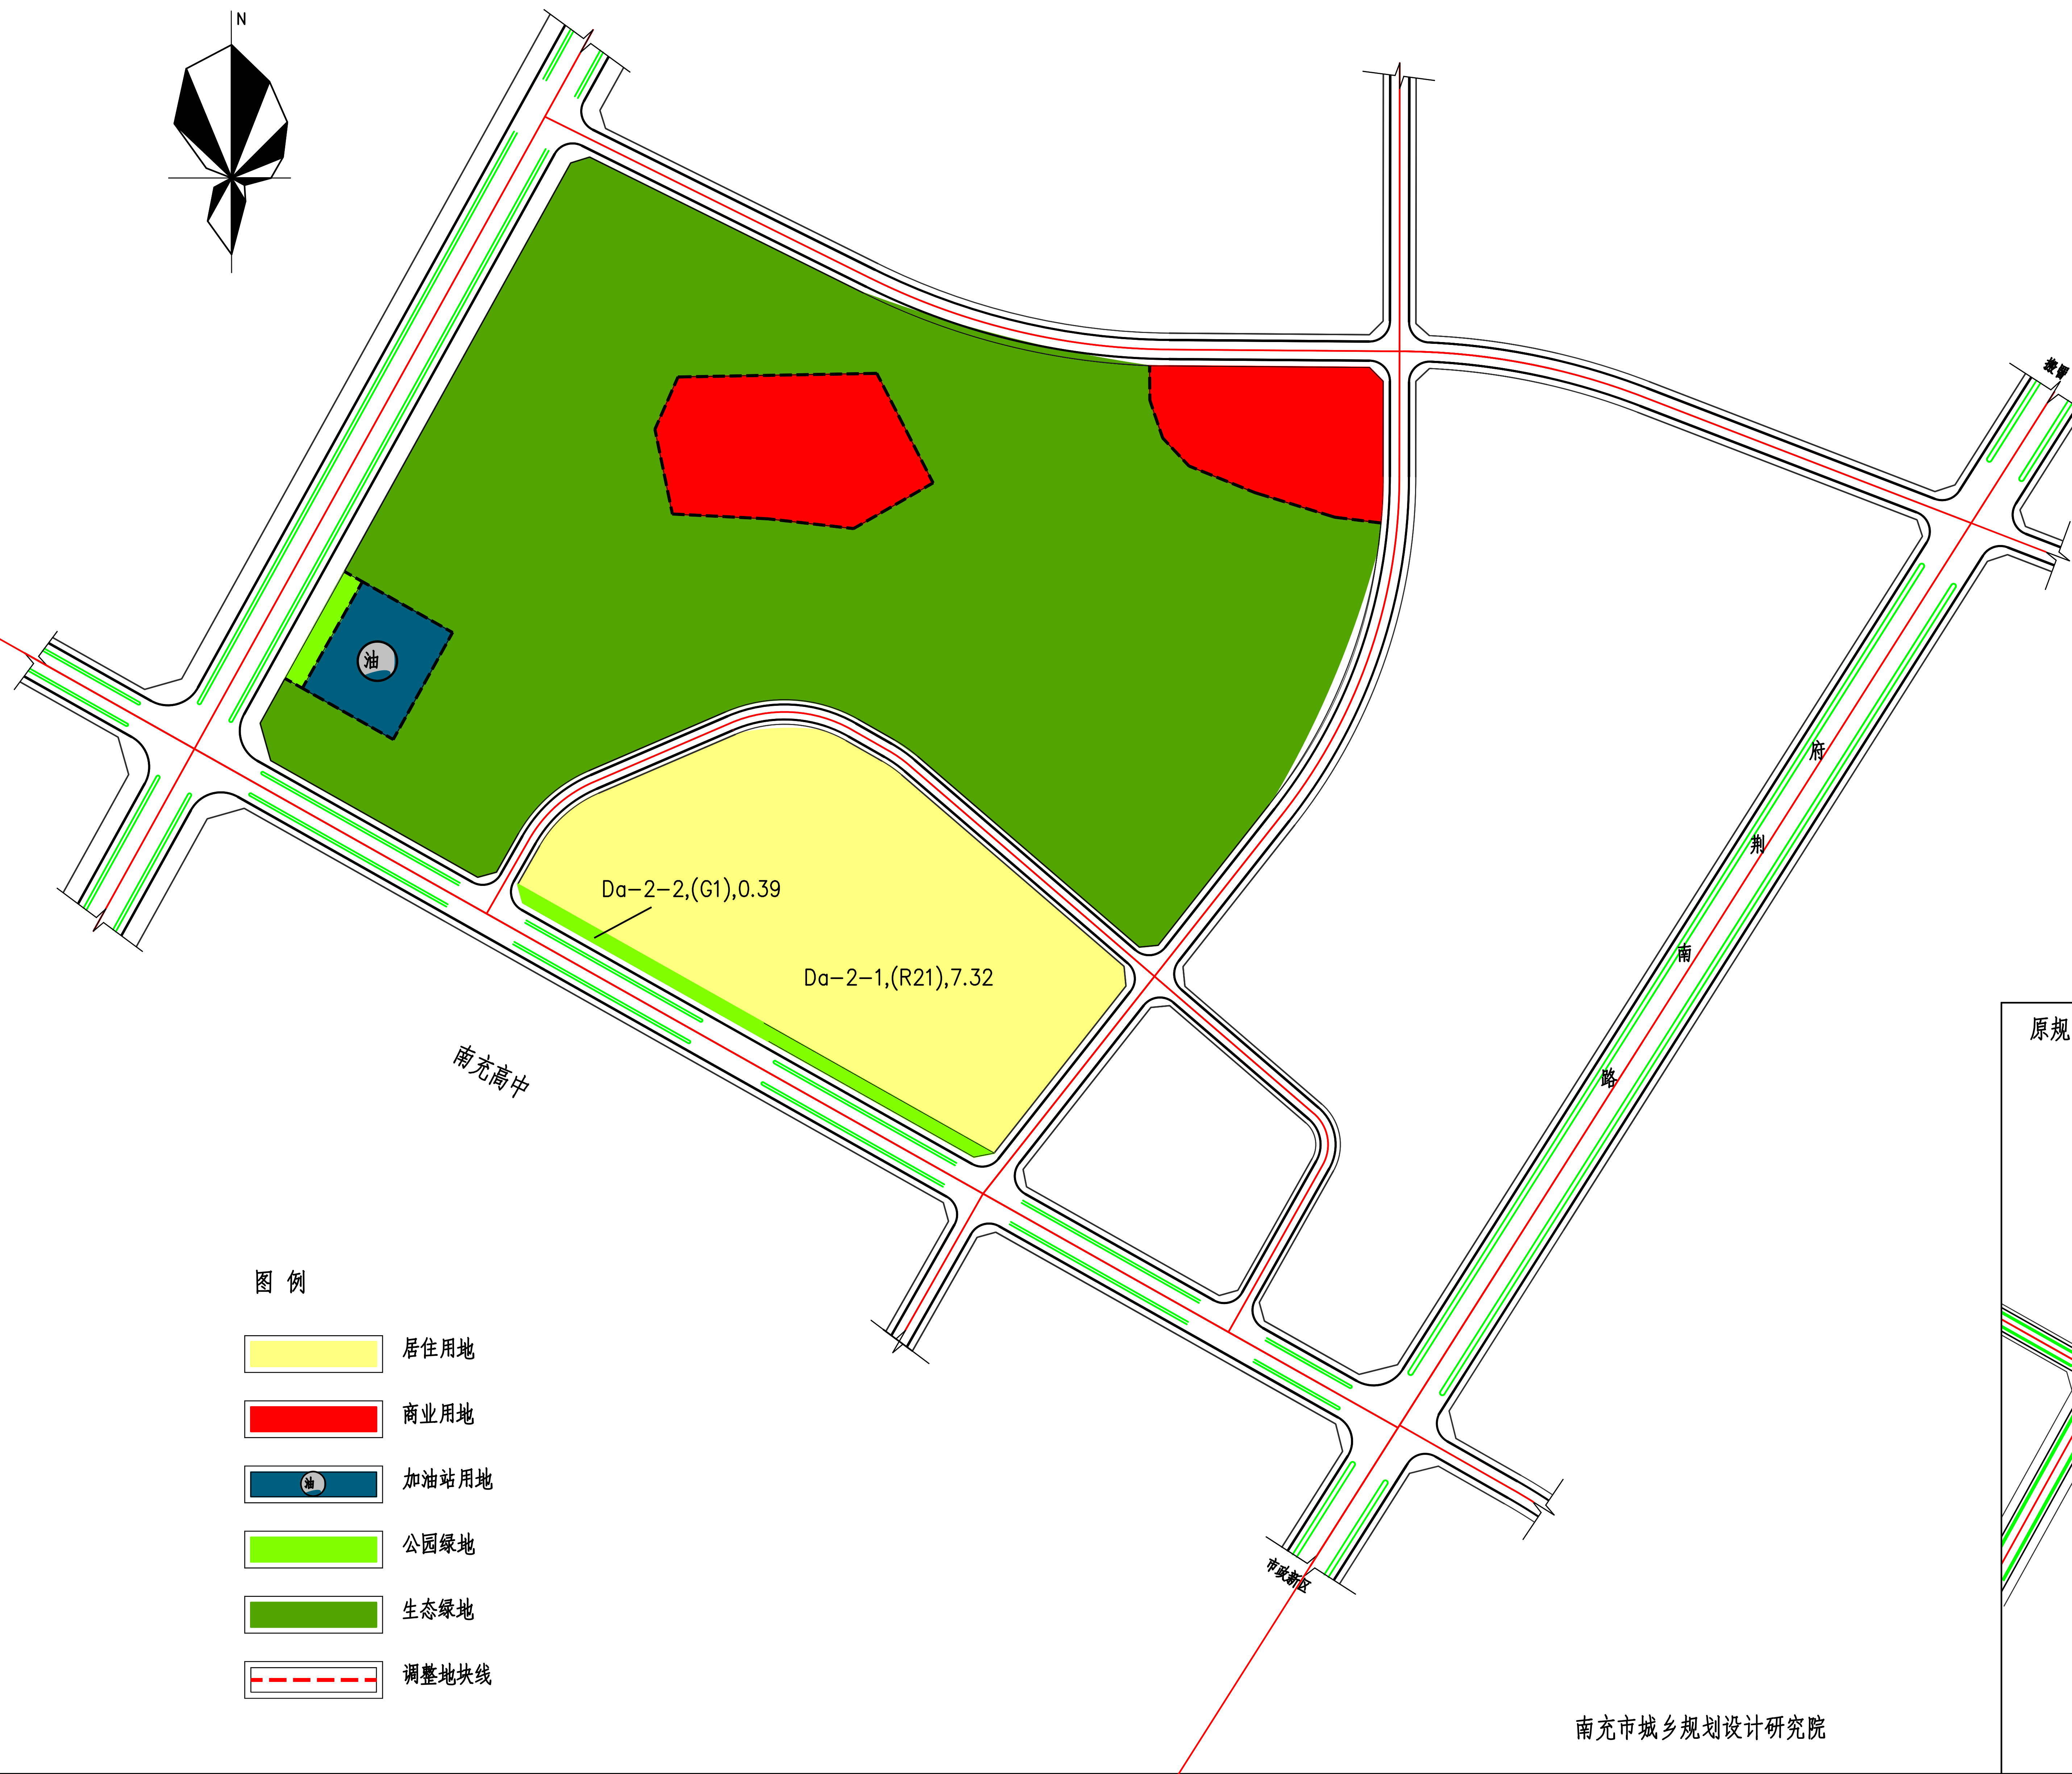 N
油
Da-2-2,(G1),0.39
Da-2-1,(R21),7.32
南充高中
府荆南路
原规
市政新区
图 例
居住用地
商业用地
油
加油站用地
公园绿地
生态绿地
调整地块线
南充市城乡规划设计研究院